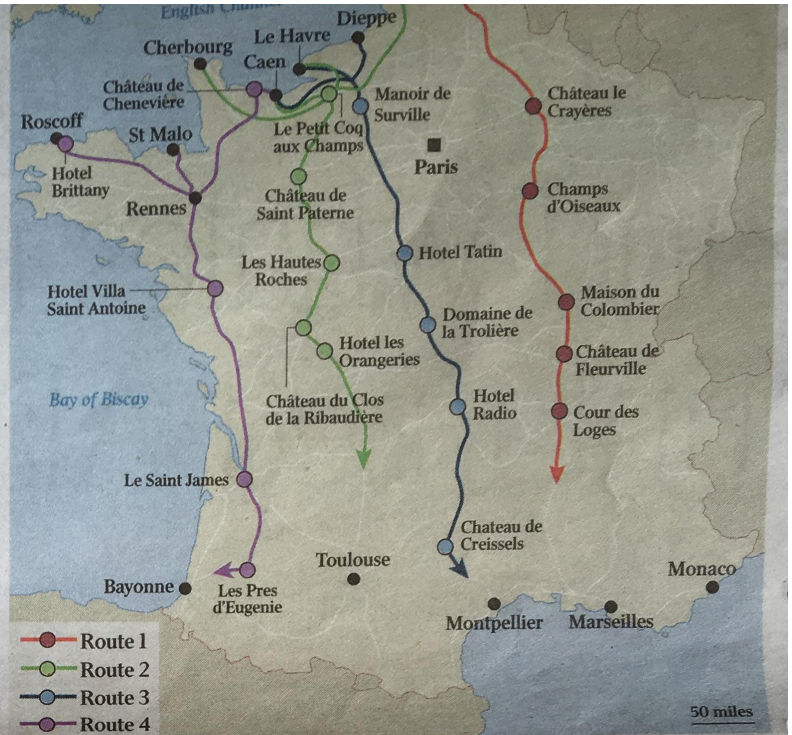 English Channel
Dieppe
Le Havre
Cherbourg
Caen
Château de
Chenevière
Manoir de
Surville
Château le
Crayères
Roscoff
St Malo
Le Petit Coq
aux Champs
Paris
Hotel
Brittany
Rennes
Château de
Saint Paterne
Champs
d'Oiseaux
Les Hautes
Roches
Hotel Tatin
Hotel Villa
Saint Antoine
Maison du
Colombier
Domaine de
la Trolière
Hotel les
Orangeries
Château de
Fleurville
Bay of Biscay
Château du Clos
de la Ribaudière
Hotel
Radio
Cour des
Loges
Le Saint James
Chateau de
Creissels
Toulouse
Bayonne
Les Pres
d'Eugenie
Monaco
Montpellier
Marseilles
Route 1
Route 2
Route 3
Route 4
50 miles